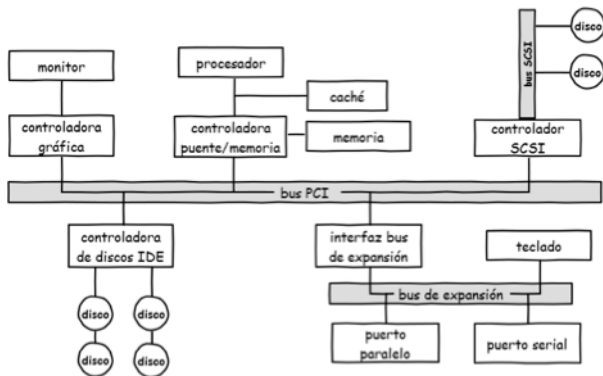 disco
bus SCSI
disco
monitor
procesador
caché
controladora
gráfica
controladora
puente/memoria
memoria
controlador
SCSI
bus PCI
controladora
de discos IDE
interfaz bus
de expansión
teclado
disco
disco
bus de expansión
disco
disco
puerto
paralelo
puerto serial